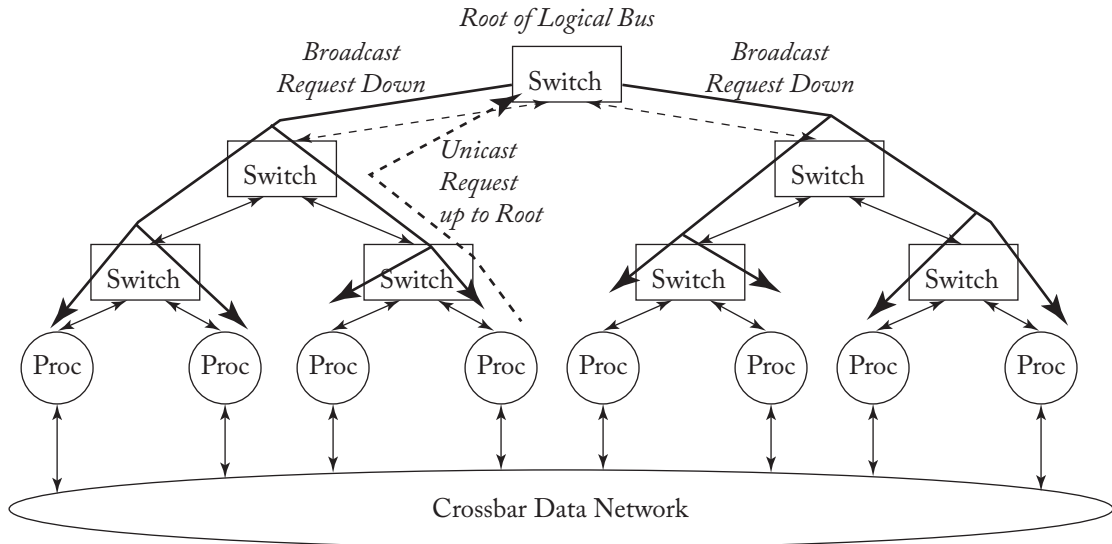 Root of Logical Bus
Broadcast
Request Down
Switch
Broadcast
Request Down
Switch
Unicast
Request
up to Root
Switch
Switch
Switch
Switch
Switch
Proc
Proc
Proc
Proc
Proc
Proc
Proc
Proc
Crossbar Data Network